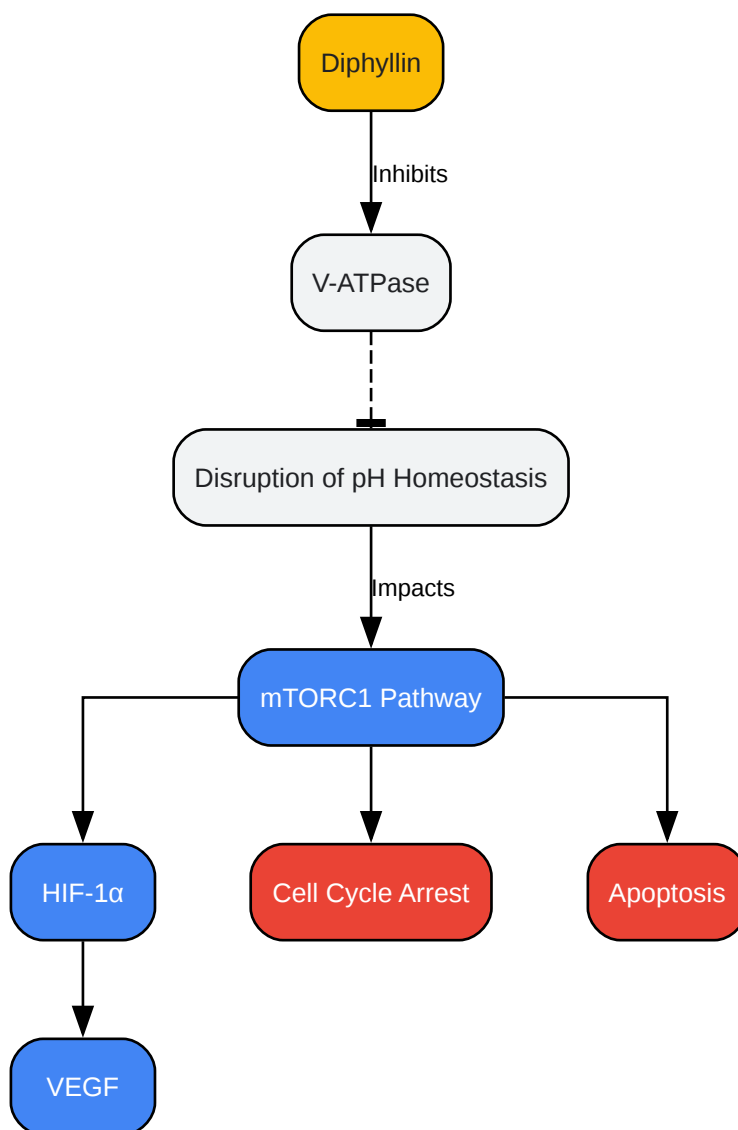 Diphyllin
Inhibits
V-ATPase
Disruption of pH Homeostasis
Impacts
mTORC1 Pathway
HIF-1α
Cell Cycle Arrest
Apoptosis
VEGF